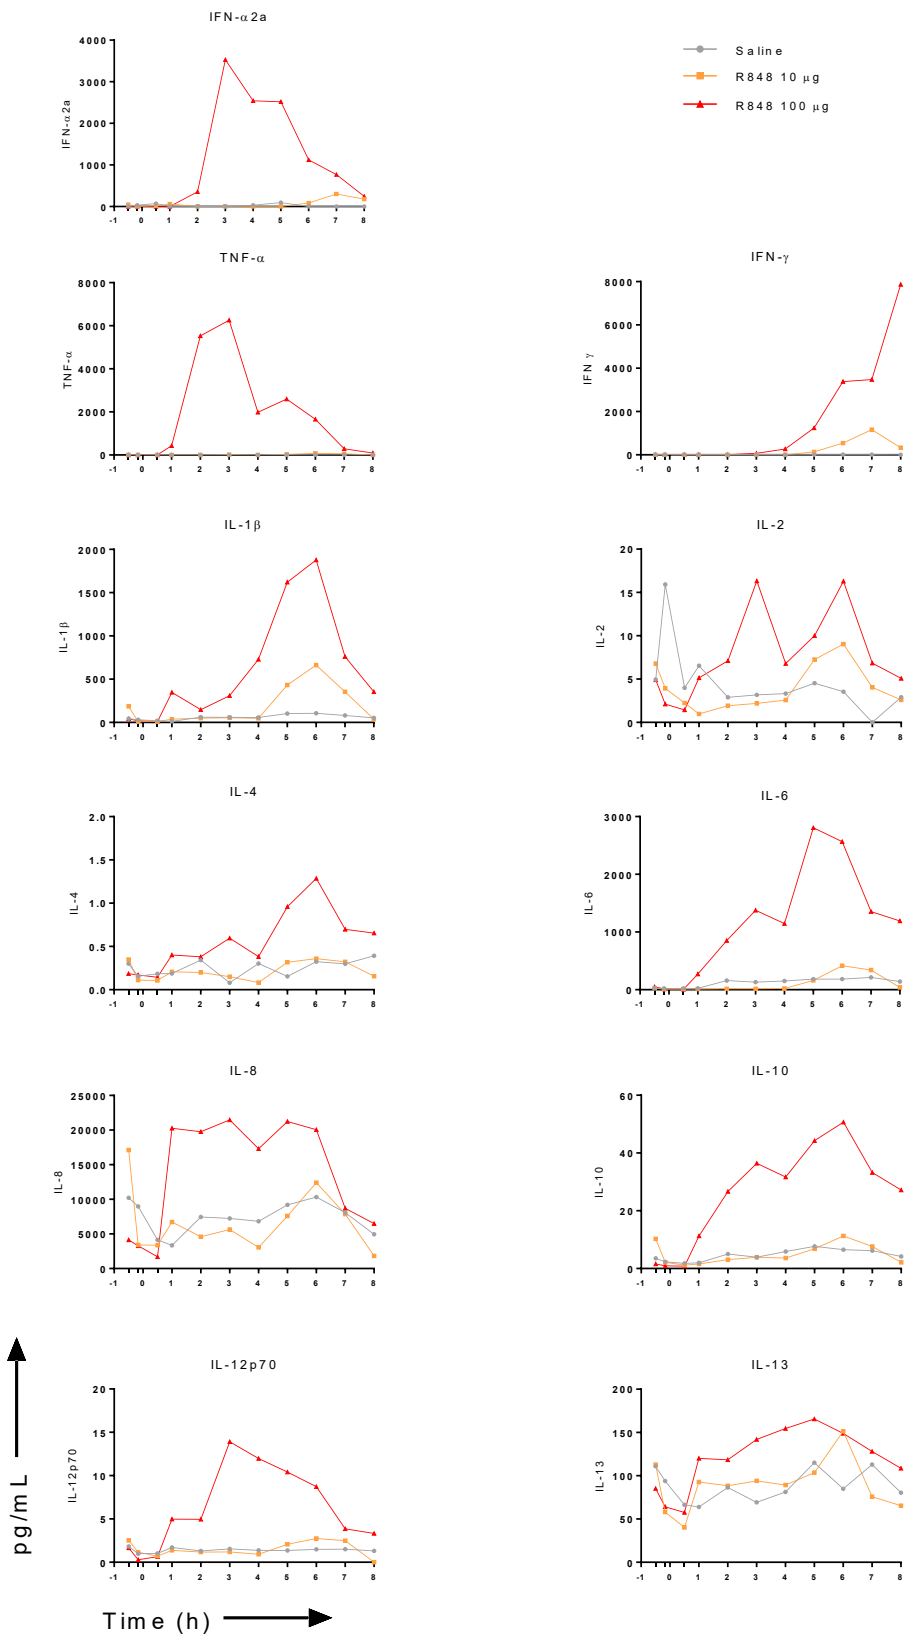 IFN-α2a
4000
3000
2000
1000
0
IFN-α2a
-1 0 1 2 3 4 5 6 7 8
Saline
R848 10 μg
R848 100 μg
TNF-α
8000
6000
4000
2000
0
TNF-α
-1 0 1 2 3 4 5 6 7 8
IFN-γ
8000
6000
4000
2000
0
IFN γ
-1 0 1 2 3 4 5 6 7 8
IL-1β
2000
1500
1000
500
0
IL-1β
-1 0 1 2 3 4 5 6 7 8
IL-2
20
15
10
5
0
IL-2
-1 0 1 2 3 4 5 6 7 8
IL-4
2.0
1.5
1.0
0.5
0.0
IL-4
-1 0 1 2 3 4 5 6 7 8
IL-6
3000
2000
1000
0
IL-6
-1 0 1 2 3 4 5 6 7 8
IL-8
25000
20000
15000
10000
5000
0
IL-8
-1 0 1 2 3 4 5 6 7 8
IL-10
60
40
20
0
IL-10
-1 0 1 2 3 4 5 6 7 8
IL-12p70
20
15
10
5
0
IL-12p70
-1 0 1 2 3 4 5 6 7 8
IL-13
200
150
100
50
0
IL-13
-1 0 1 2 3 4 5 6 7 8
pg/mL
Time (h)